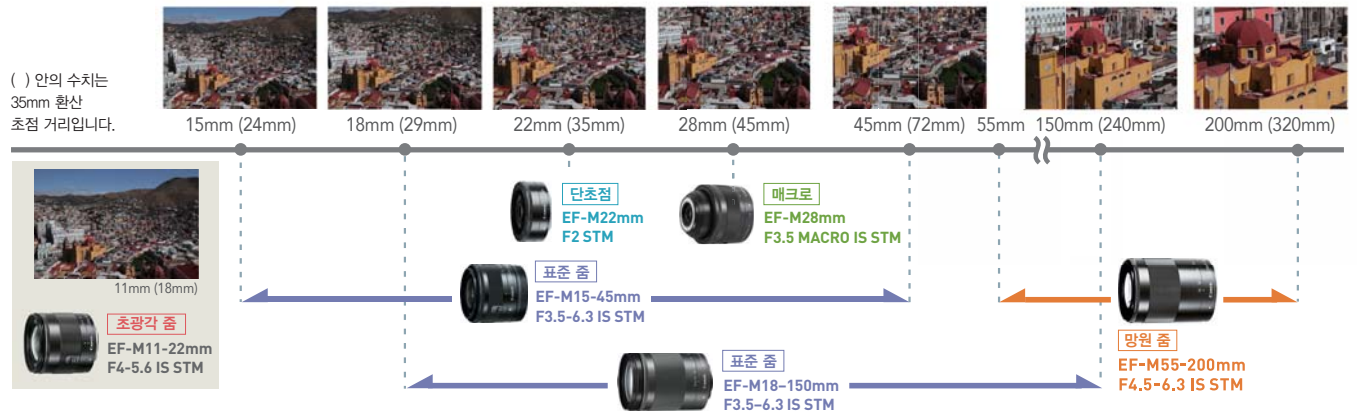 ( ) 안의 수치는
35mm 환산
초점 거리입니다.
15mm (24mm)
18mm (29mm)
22mm (35mm)
28mm (45mm)
45mm (72mm)
55mm
150mm (240mm)
200mm (320mm)
11mm (18mm)
초광각 줌
EF-M11-22mm
F4-5.6 IS STM
단초점
EF-M22mm
F2 STM
매크로
EF-M28mm
F3.5 MACRO IS STM
표준 줌
EF-M15-45mm
F3.5-6.3 IS STM
망원 줌
EF-M55-200mm
F4.5-6.3 IS STM
표준 줌
EF-M18-150mm
F3.5-6.3 IS STM